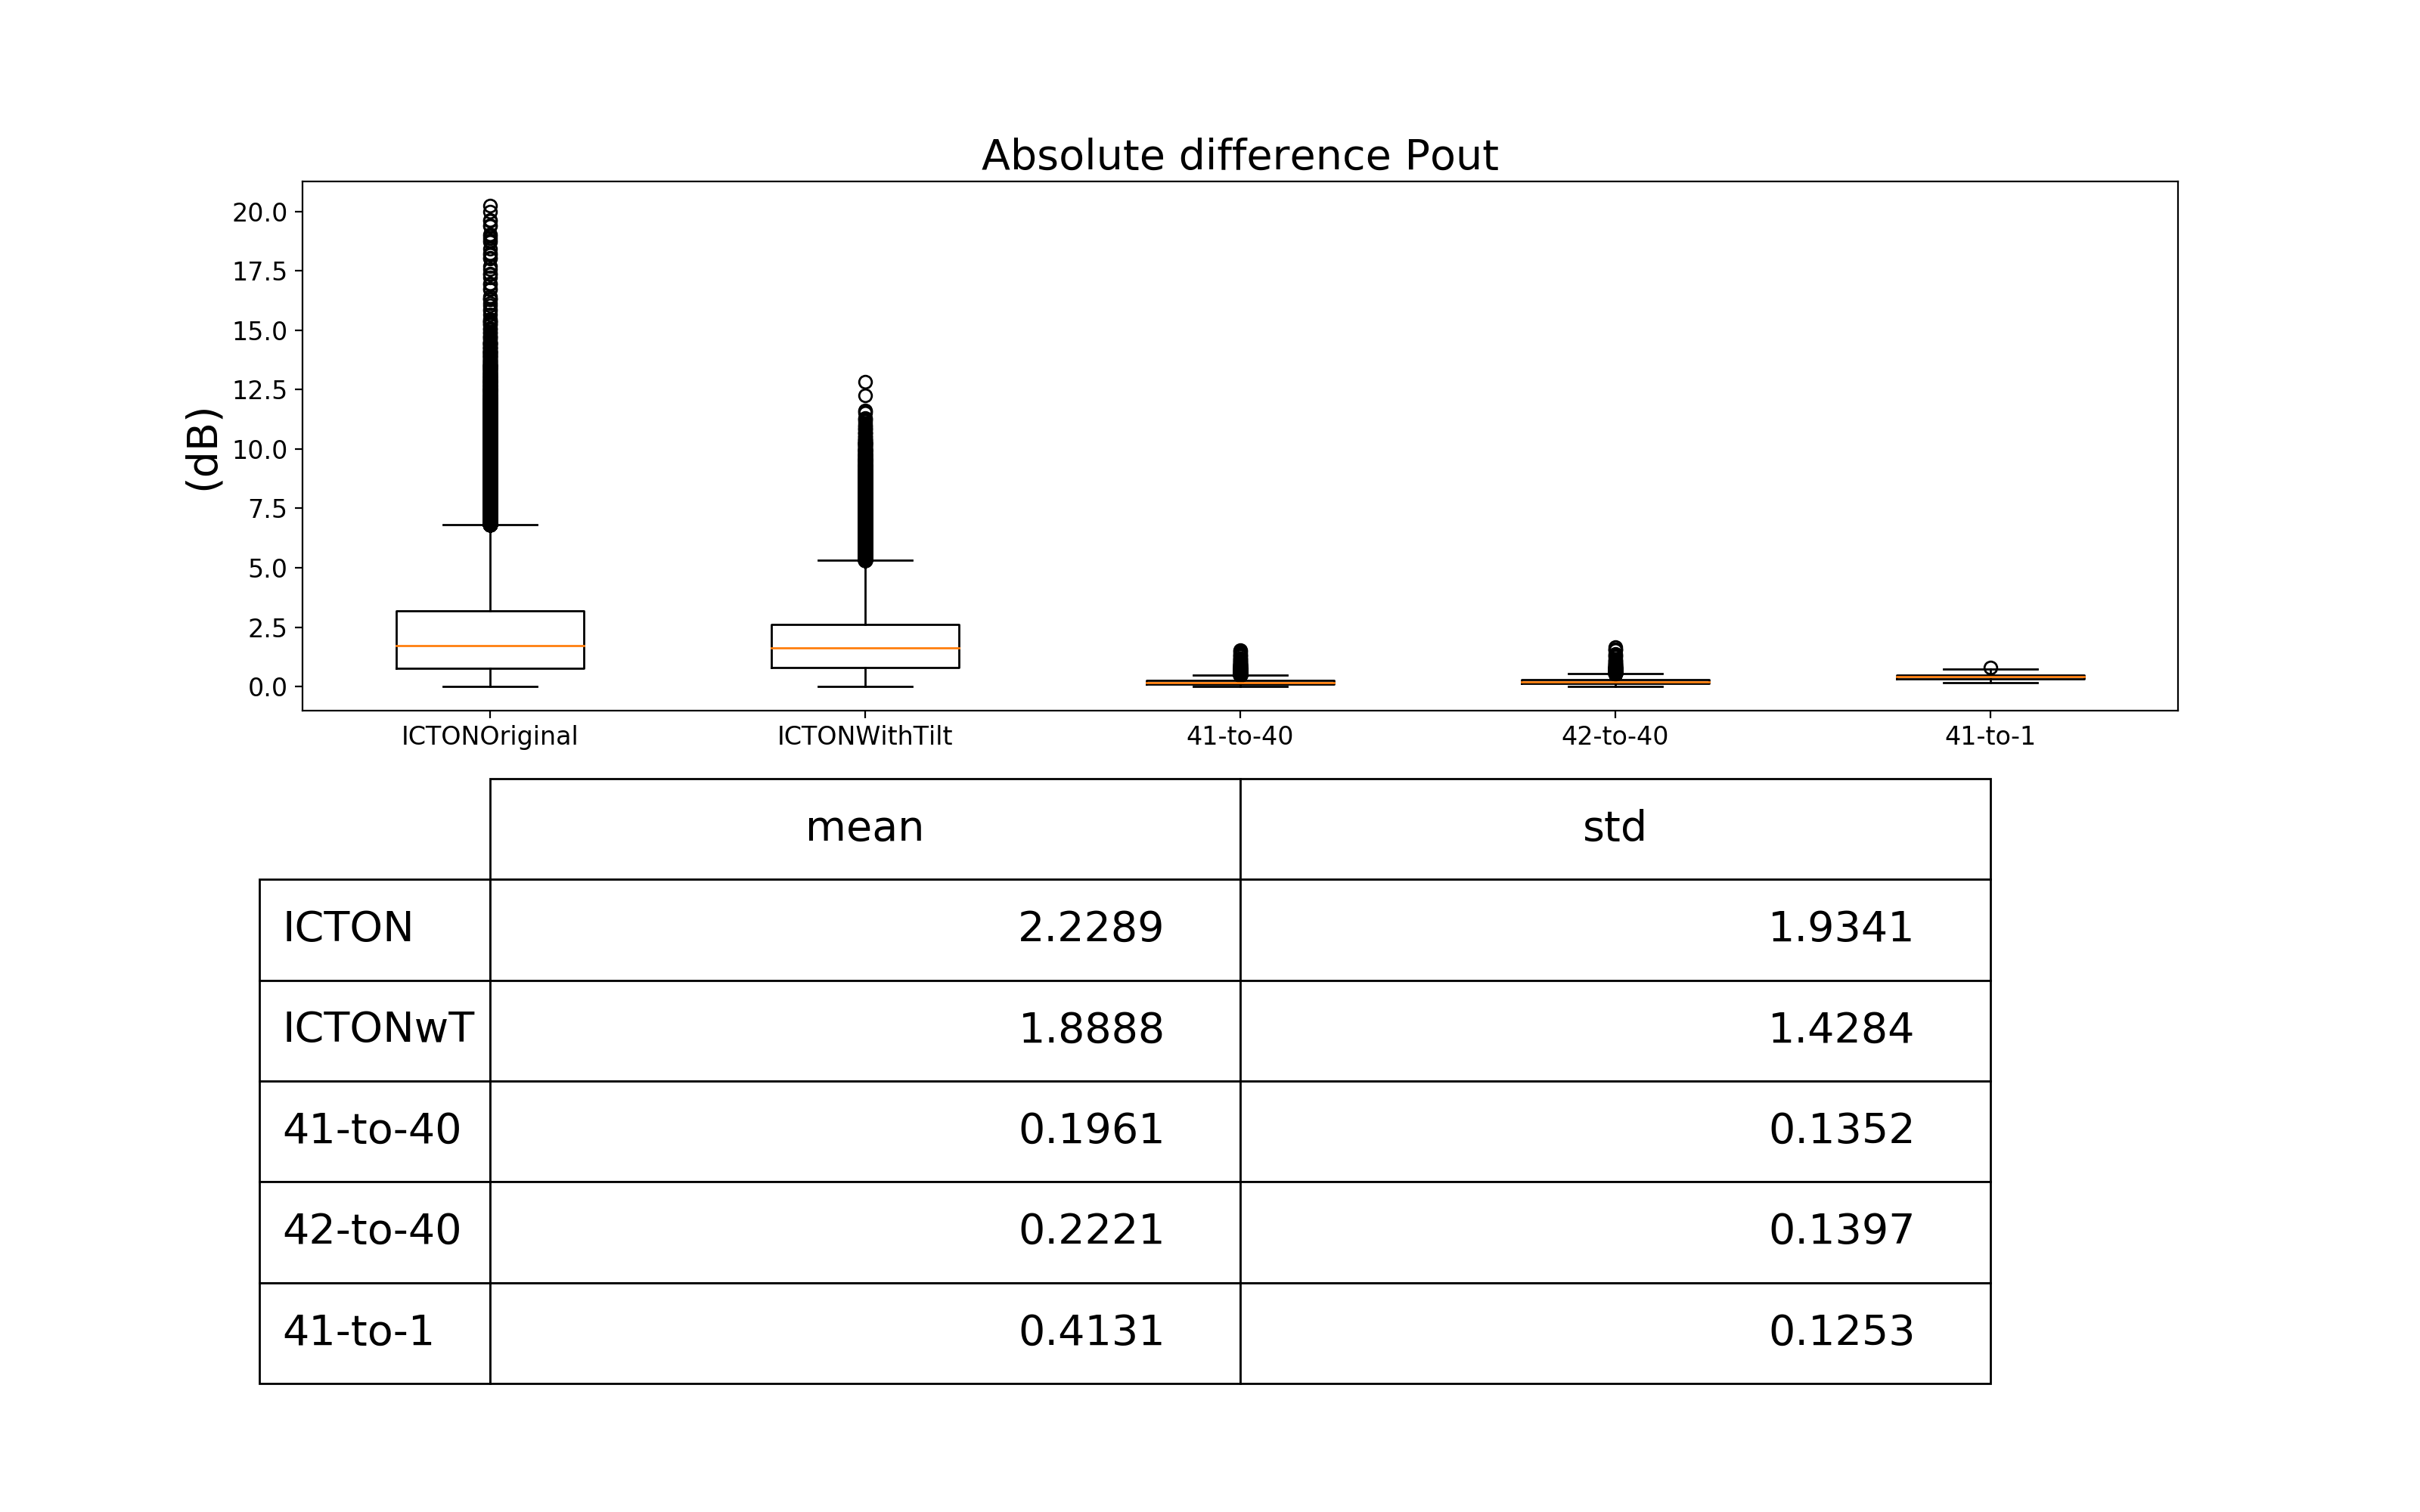 Absolute difference Pout
20.0
17.5
15.0
12.5
10.0
7.5
5.0
2.5
0.0
(dB)
ICTONOriginal ICTONWithTilt 41-to-40 42-to-40 41-to-1
mean std
ICTON 2.2289 1.9341
ICTONwT 1.8888 1.4284
41-to-40 0.1961 0.1352
42-to-40 0.2221 0.1397
41-to-1 0.4131 0.1253